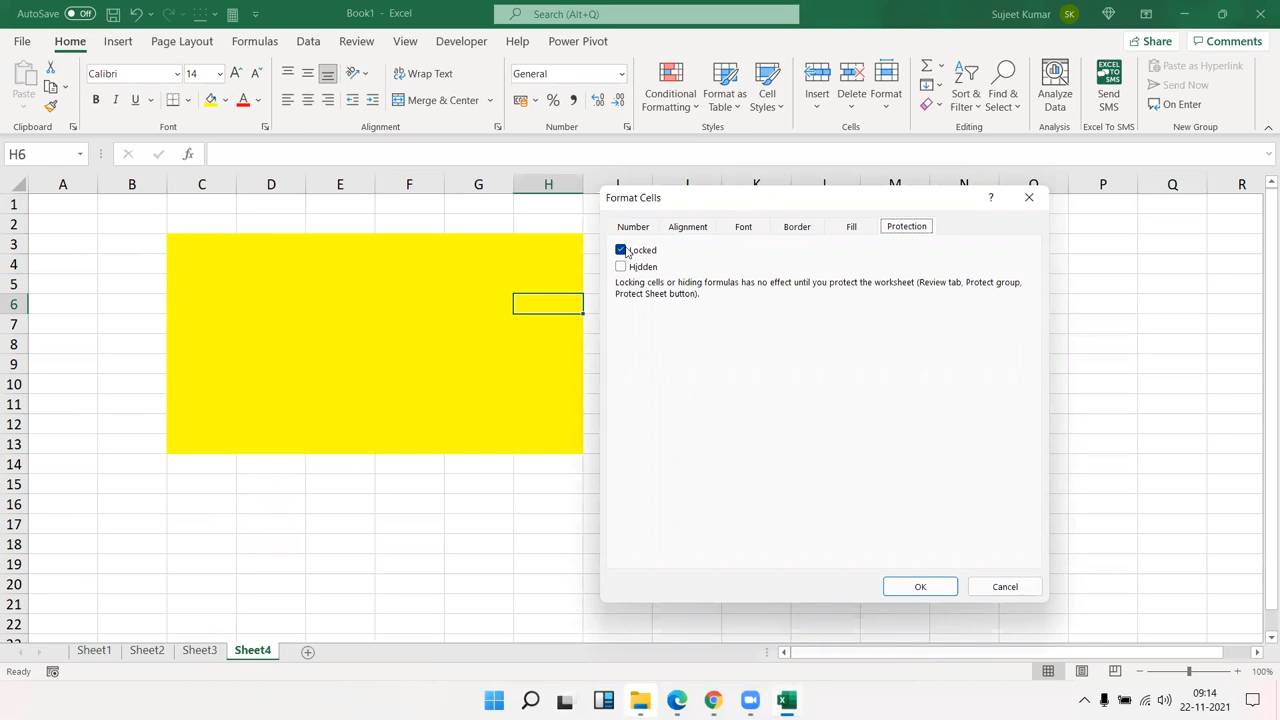 AutoSave Off Book1 - Excel Search (Alt+Q) Sujeet Kumar SK
File Home Insert Page Layout Formulas Data Review View Developer Help Power Pivot Share Comments
Paste Calibri 14 Wrap Text General Conditional Formatting Format as Table Cell Styles Insert Delete Format Sort & Filter Find & Select Analyze Data Send SMS Paste as Hyperlink
B I U A Merge & Center % Send Now
On Enter
Clipboard Font Alignment Number Styles Cells Editing Analysis Excel To SMS New Group
H6 fx
A B C D E F G H P Q R
1
2
3
4
5
6
7
8
9
10
11
12
13
14
15
16
17
18
19
20
21
22
Format Cells ?
Number Alignment Font Border Fill Protection
Locked
Hidden
Locking cells or hiding formulas has no effect until you protect the worksheet (Review tab, Protect group,
Protect Sheet button).
OK Cancel
Sheet1 Sheet2 Sheet3 Sheet4
Ready 100%
09:14
22-11-2021